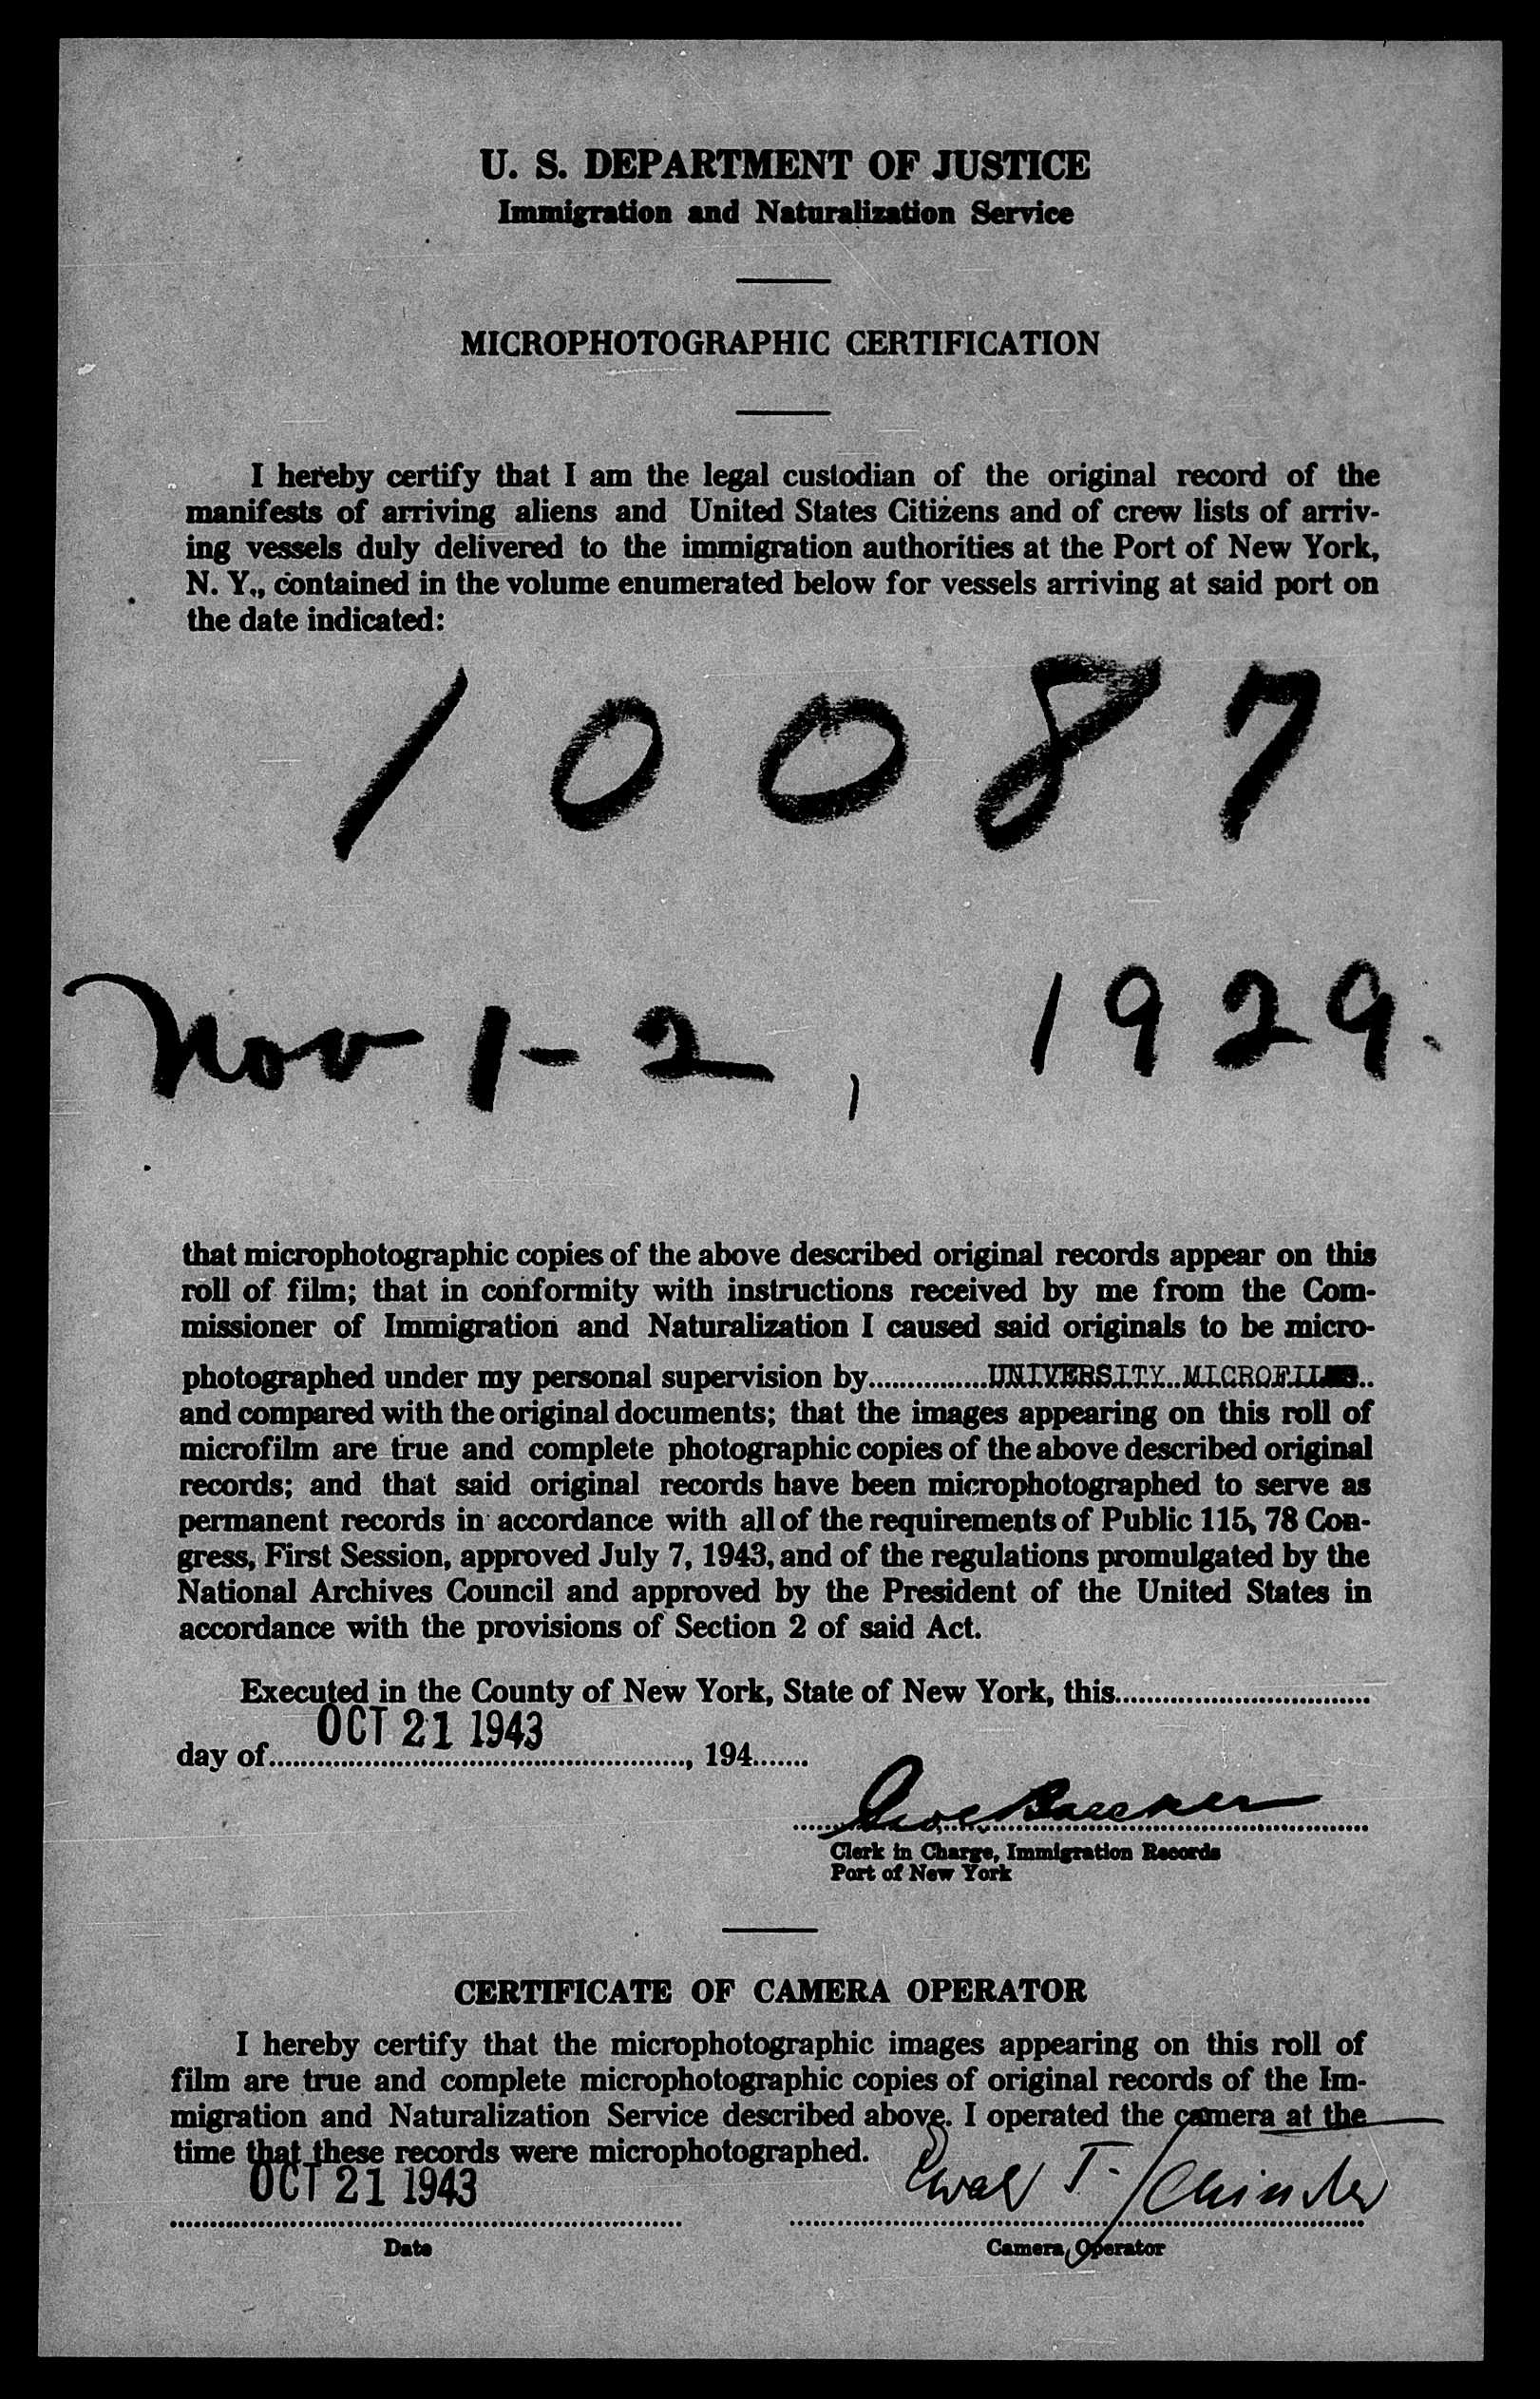 U. S. DEPARTMENT OF JUSTICE
Immigration and Naturalization Service
MICROPHOTOGRAPHIC CERTIFICATION
I hereby certify that I am the legal custodian of the original record of the
manifests of arriving aliens and United States Citizens and of crew lists of arriv-
ing vessels duly delivered to the immigration authorities at the Port of New York,
N. Y., contained in the volume enumerated below for vessels arriving at said port on
the date indicated:
10087
Nov 1-2, 1929.
that microphotographic copies of the above described original records appear on this
roll of film; that in conformity with instructions received by me from the Com-
missioner of Immigration and Naturalization I caused said originals to be micro-
photographed under my personal supervision by...............UNIVERSITY MICROFILMS..
and compared with the original documents; that the images appearing on this roll of
microfilm are true and complete photographic copies of the above described original
records; and that said original records have been microphotographed to serve as
permanent records in accordance with all of the requirements of Public 115, 78 Con-
gress, First Session, approved July 7, 1943, and of the regulations promulgated by the
National Archives Council and approved by the President of the United States in
accordance with the provisions of Section 2 of said Act.
Executed in the County of New York, State of New York, this................................
OCT 21 1943
day of...................................................., 194.......
Clerk in Charge, Immigration Records
Port of New York
CERTIFICATE OF CAMERA OPERATOR
I hereby certify that the microphotographic images appearing on this roll of
film are true and complete microphotographic copies of original records of the Im-
migration and Naturalization Service described above. I operated the camera at the
time that these records were microphotographed.
OCT 21 1943
T.
Date
Camera Operator